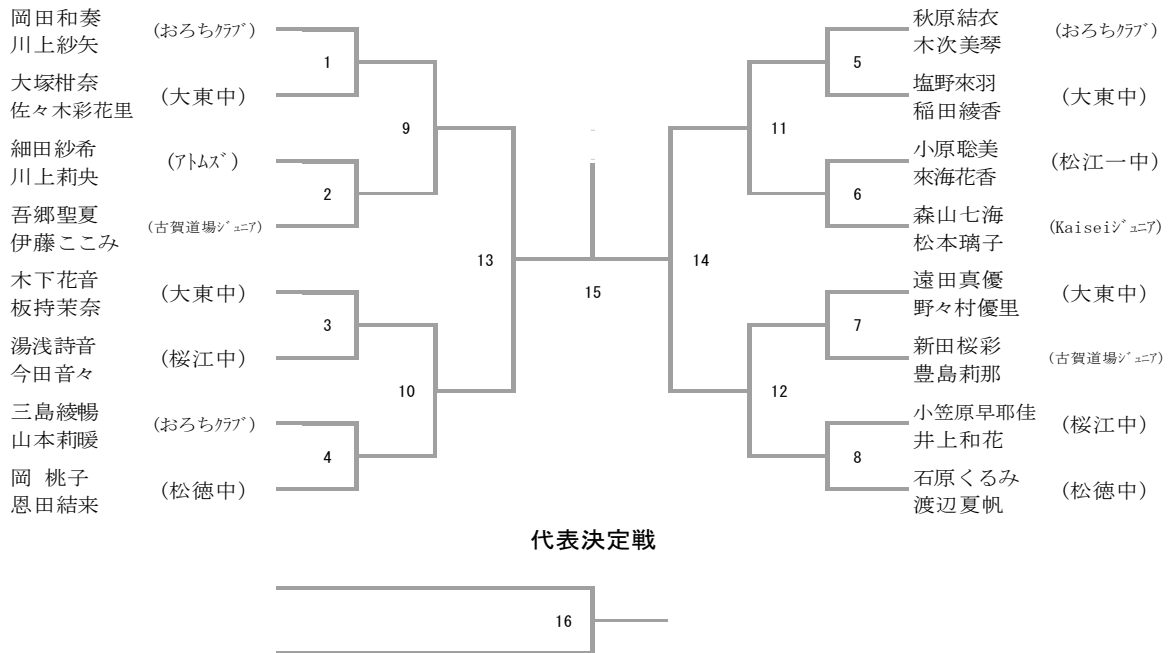 岡田和奏
川上紗矢
(おろちｸﾗﾌﾞ)
1
大塚柑奈
佐々木彩花里
(大東中)
9
細田紗希
川上莉央
(ｱﾄﾑｽﾞ)
2
吾郷聖夏
伊藤ここみ
(古賀道場ｼﾞｭﾆｱ)
13
木下花音
板持茉奈
(大東中)
3
湯浅詩音
今田音々
(桜江中)
10
三島綾暢
山本莉暖
(おろちｸﾗﾌﾞ)
4
岡 桃子
恩田結来
(松徳中)
15
秋原結衣
木次美琴
(おろちｸﾗﾌﾞ)
5
塩野來羽
稲田綾香
(大東中)
11
小原聡美
來海花香
(松江一中)
6
森山七海
松本璃子
(Kaiseiｼﾞｭﾆｱ)
14
遠田真優
野々村優里
(大東中)
7
新田桜彩
豊島莉那
(古賀道場ｼﾞｭﾆｱ)
12
小笠原早耶佳
井上和花
(桜江中)
8
石原くるみ
渡辺夏帆
(松徳中)
代表決定戦
16